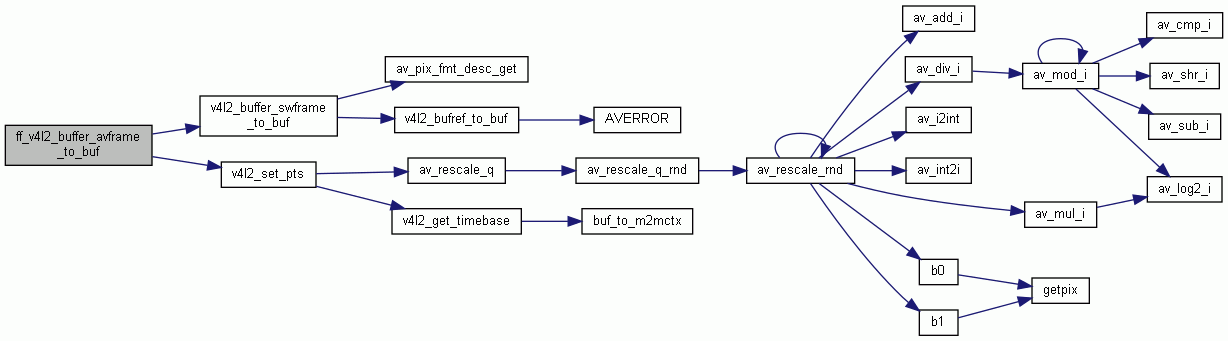 ff_v4l2_buffer_avframe
_to_buf
v4l2_buffer_swframe
_to_buf
v4l2_set_pts
av_pix_fmt_desc_get
v4l2_bufref_to_buf
av_rescale_q
v4l2_get_timebase
AVERROR
av_rescale_q_rnd
buf_to_m2mctx
av_rescale_rnd
av_add_i
av_div_i
av_i2int
av_int2i
av_mul_i
b0
b1
av_mod_i
getpix
av_cmp_i
av_shr_i
av_sub_i
av_log2_i